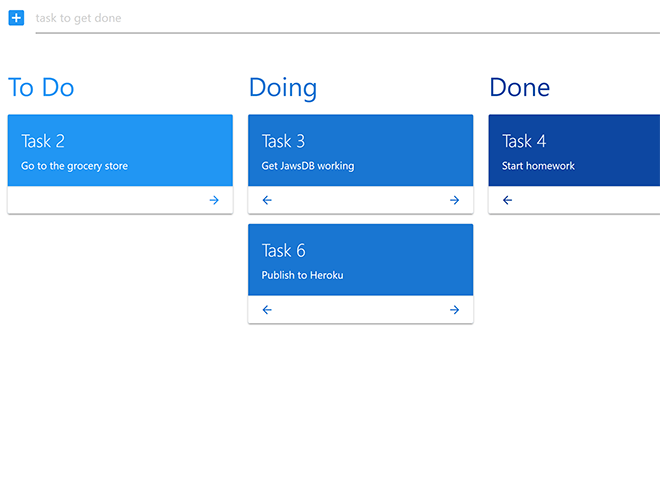 task to get done
To Do
Task 2
Go to the grocery store
Doing
Task 3
Get JawsDB working
Task 6
Publish to Heroku
Done
Task 4
Start homework